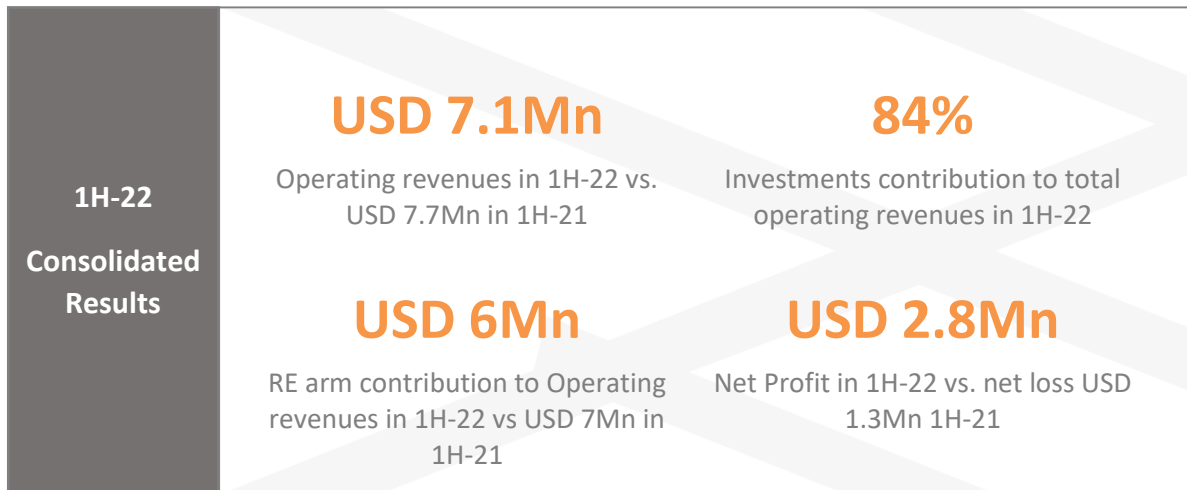 1H-22
Consolidated
Results
USD 7.1Mn
Operating revenues in 1H-22 vs.
USD 7.7Mn in 1H-21
84%
Investments contribution to total
operating revenues in 1H-22
USD 6Mn
RE arm contribution to Operating
revenues in 1H-22 vs USD 7Mn in
1H-21
USD 2.8Mn
Net Profit in 1H-22 vs. net loss USD
1.3Mn 1H-21